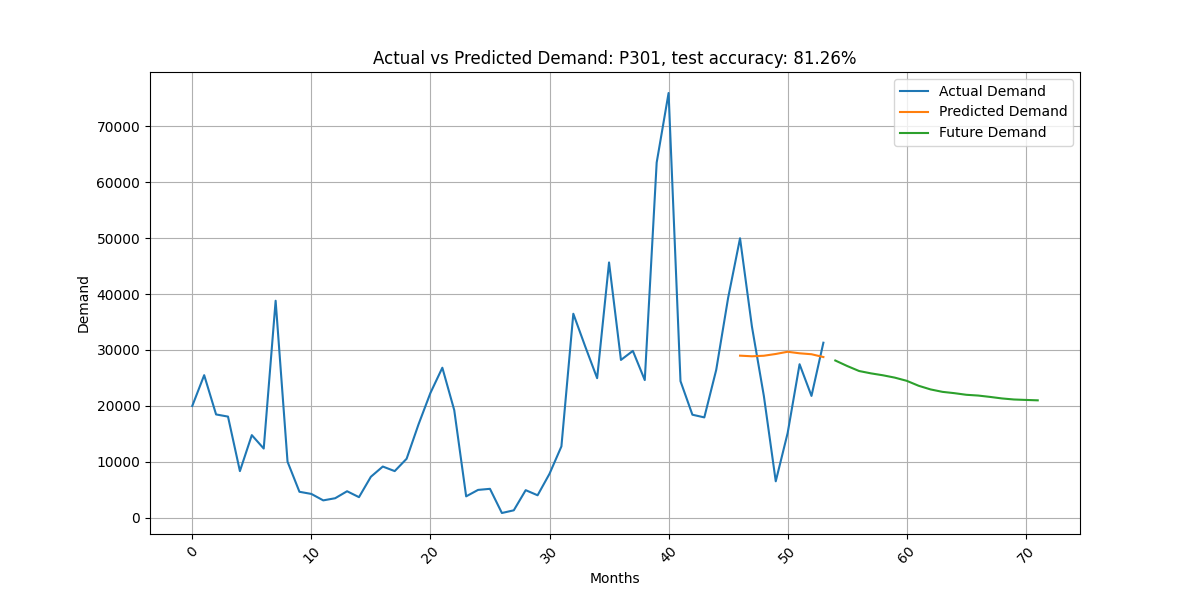 Actual vs Predicted Demand: P301, test accuracy: 81.26%
Actual Demand
Predicted Demand
Future Demand
70000
60000
50000
40000
30000
20000
10000
0
Demand
0 10 20 30 40 50 60 70
Months